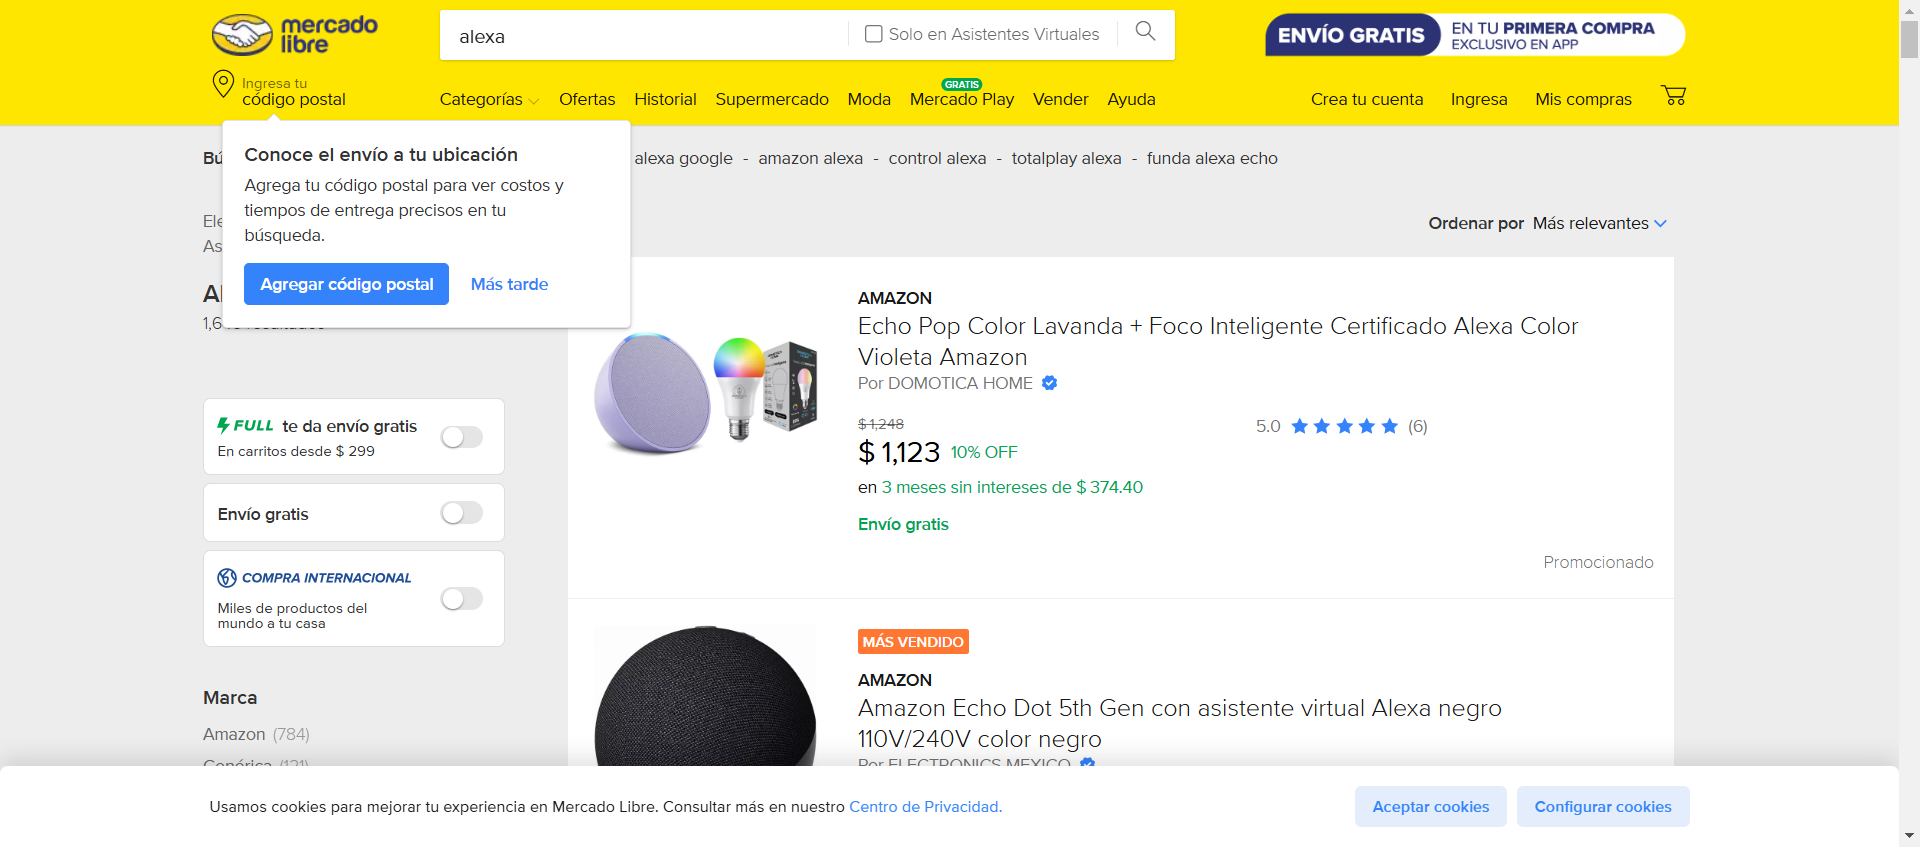 mercado
libre
alexa
Solo en Asistentes Virtuales
ENVÍO GRATIS
EN TU PRIMERA COMPRA
EXCLUSIVO EN APP
Ingresa tu
código postal
Categorías
Ofertas
Historial
Supermercado
Moda
GRATIS
Mercado Play
Vender
Ayuda
Crea tu cuenta
Ingresa
Mis compras
Conoce el envío a tu ubicación
Agrega tu código postal para ver costos y
tiempos de entrega precisos en tu
búsqueda.
Agregar código postal
Más tarde
alexa google - amazon alexa - control alexa - totalplay alexa - funda alexa echo
Ordenar por Más relevantes
FULL te da envío gratis
En carritos desde $ 299
Envío gratis
COMPRA INTERNACIONAL
Miles de productos del
mundo a tu casa
Marca
Amazon (784)
Genérica (121)
AMAZON
Echo Pop Color Lavanda + Foco Inteligente Certificado Alexa Color
Violeta Amazon
Por DOMOTICA HOME
$ 1,248
$ 1,123 10% OFF
5.0 (6)
en 3 meses sin intereses de $ 374.40
Envío gratis
Promocionado
MÁS VENDIDO
AMAZON
Amazon Echo Dot 5th Gen con asistente virtual Alexa negro
110V/240V color negro
Por ELECTRONICS MEXICO
Usamos cookies para mejorar tu experiencia en Mercado Libre. Consultar más en nuestro Centro de Privacidad.
Aceptar cookies
Configurar cookies